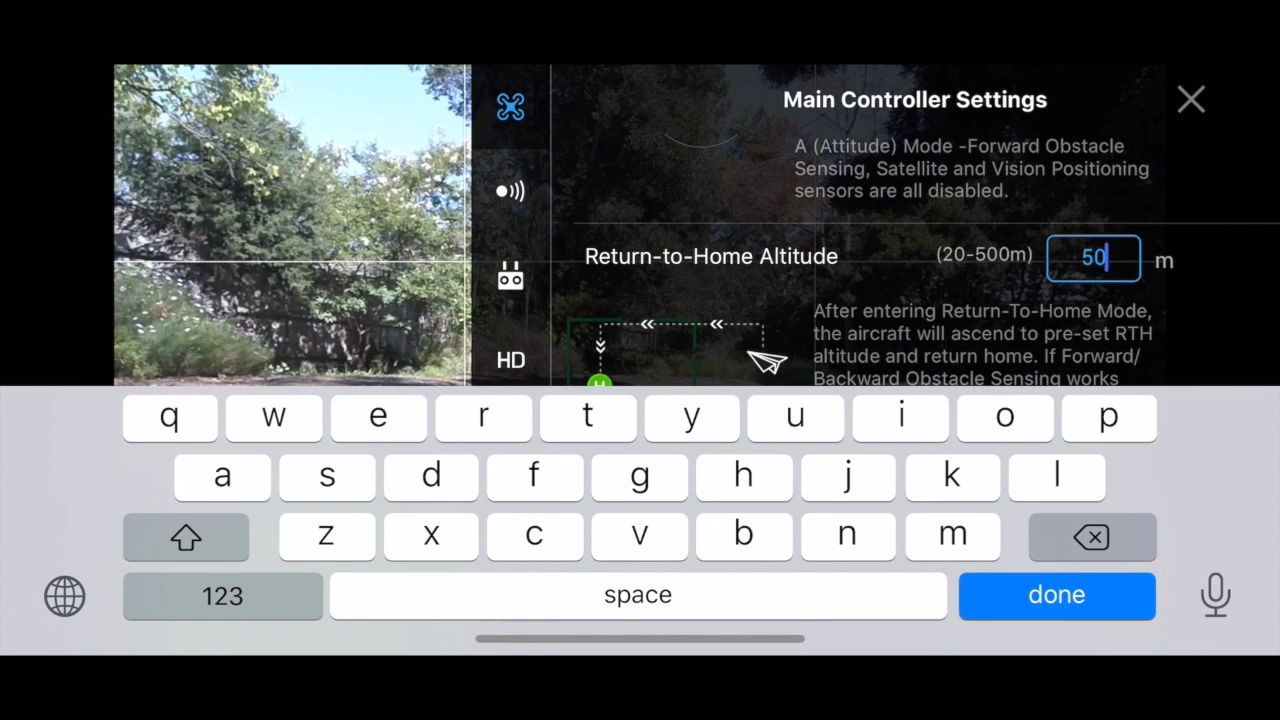 Main Controller Settings
A (Attitude) Mode -Forward Obstacle
Sensing, Satellite and Vision Positioning
sensors are all disabled.
Return-to-Home Altitude (20-500m) 50 m
After entering Return-To-Home Mode,
the aircraft will ascend to pre-set RTH
altitude and return home. If Forward/
Backward Obstacle Sensing works
HD
H
q w e r t y u i o p
a s d f g h j k l
z x c v b n m
123 space done